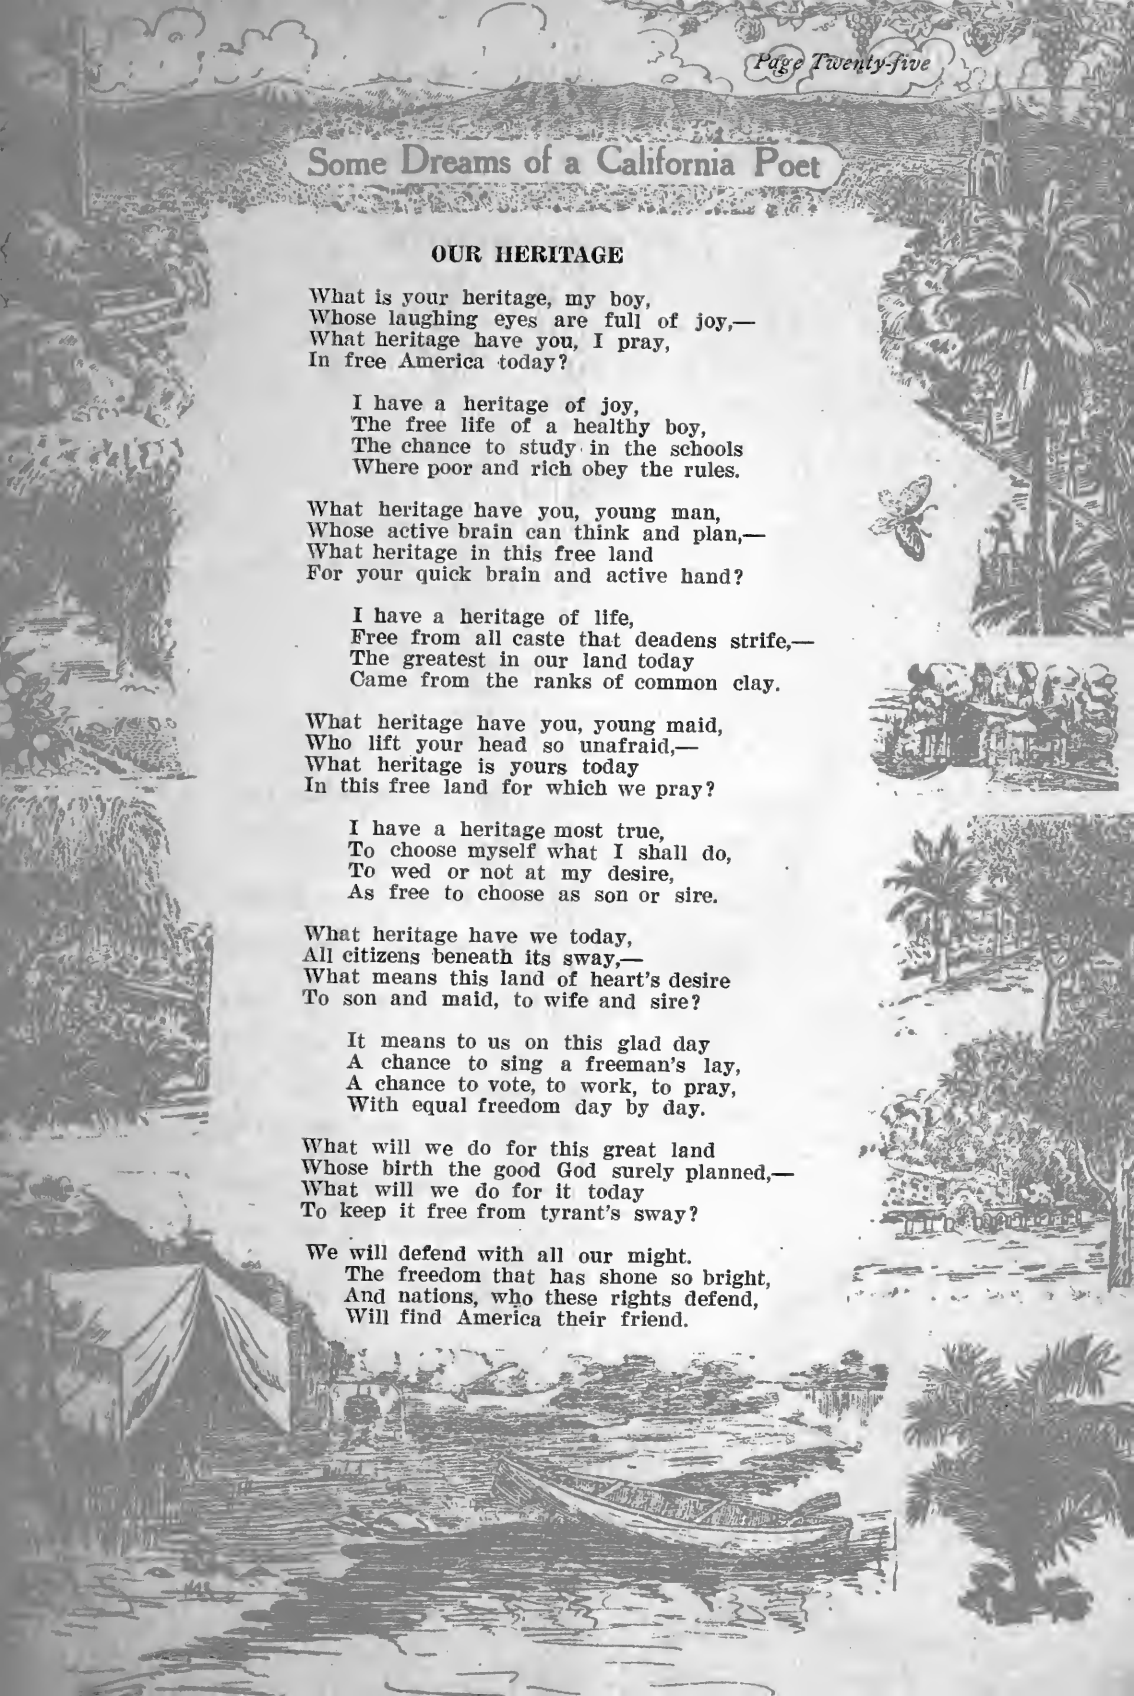 Page Twenty-five
Some Dreams of a California Poet
OUR HERITAGE
What is your heritage, my boy,
Whose laughing eyes are full of joy,—
What heritage have you, I pray,
In free America today?
I have a heritage of joy,
The free life of a healthy boy,
The chance to study in the schools
Where poor and rich obey the rules.
What heritage have you, young man,
Whose active brain can think and plan,—
What heritage in this free land
For your quick brain and active hand?
I have a heritage of life,
Free from all caste that deadens strife,—
The greatest in our land today
Came from the ranks of common clay.
What heritage have you, young maid,
Who lift your head so unafraid,—
What heritage is yours today
In this free land for which we pray?
I have a heritage most true,
To choose myself what I shall do,
To wed or not at my desire,
As free to choose as son or sire.
What heritage have we today,
All citizens beneath its sway,—
What means this land of heart's desire
To son and maid, to wife and sire?
It means to us on this glad day
A chance to sing a freeman's lay,
A chance to vote, to work, to pray,
With equal freedom day by day.
What will we do for this great land
Whose birth the good God surely planned,—
What will we do for it today
To keep it free from tyrant's sway?
We will defend with all our might.
The freedom that has shone so bright,
And nations, who these rights defend,
Will find America their friend.